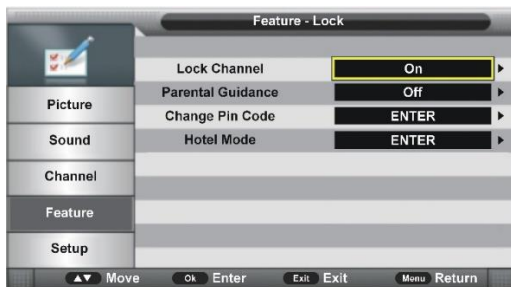 Feature - Lock
Lock Channel On
Parental Guidance Off
Change Pin Code ENTER
Hotel Mode ENTER
Picture
Sound
Channel
Feature
Setup
▲▼ Move Ok Enter Exit Exit Menu Return